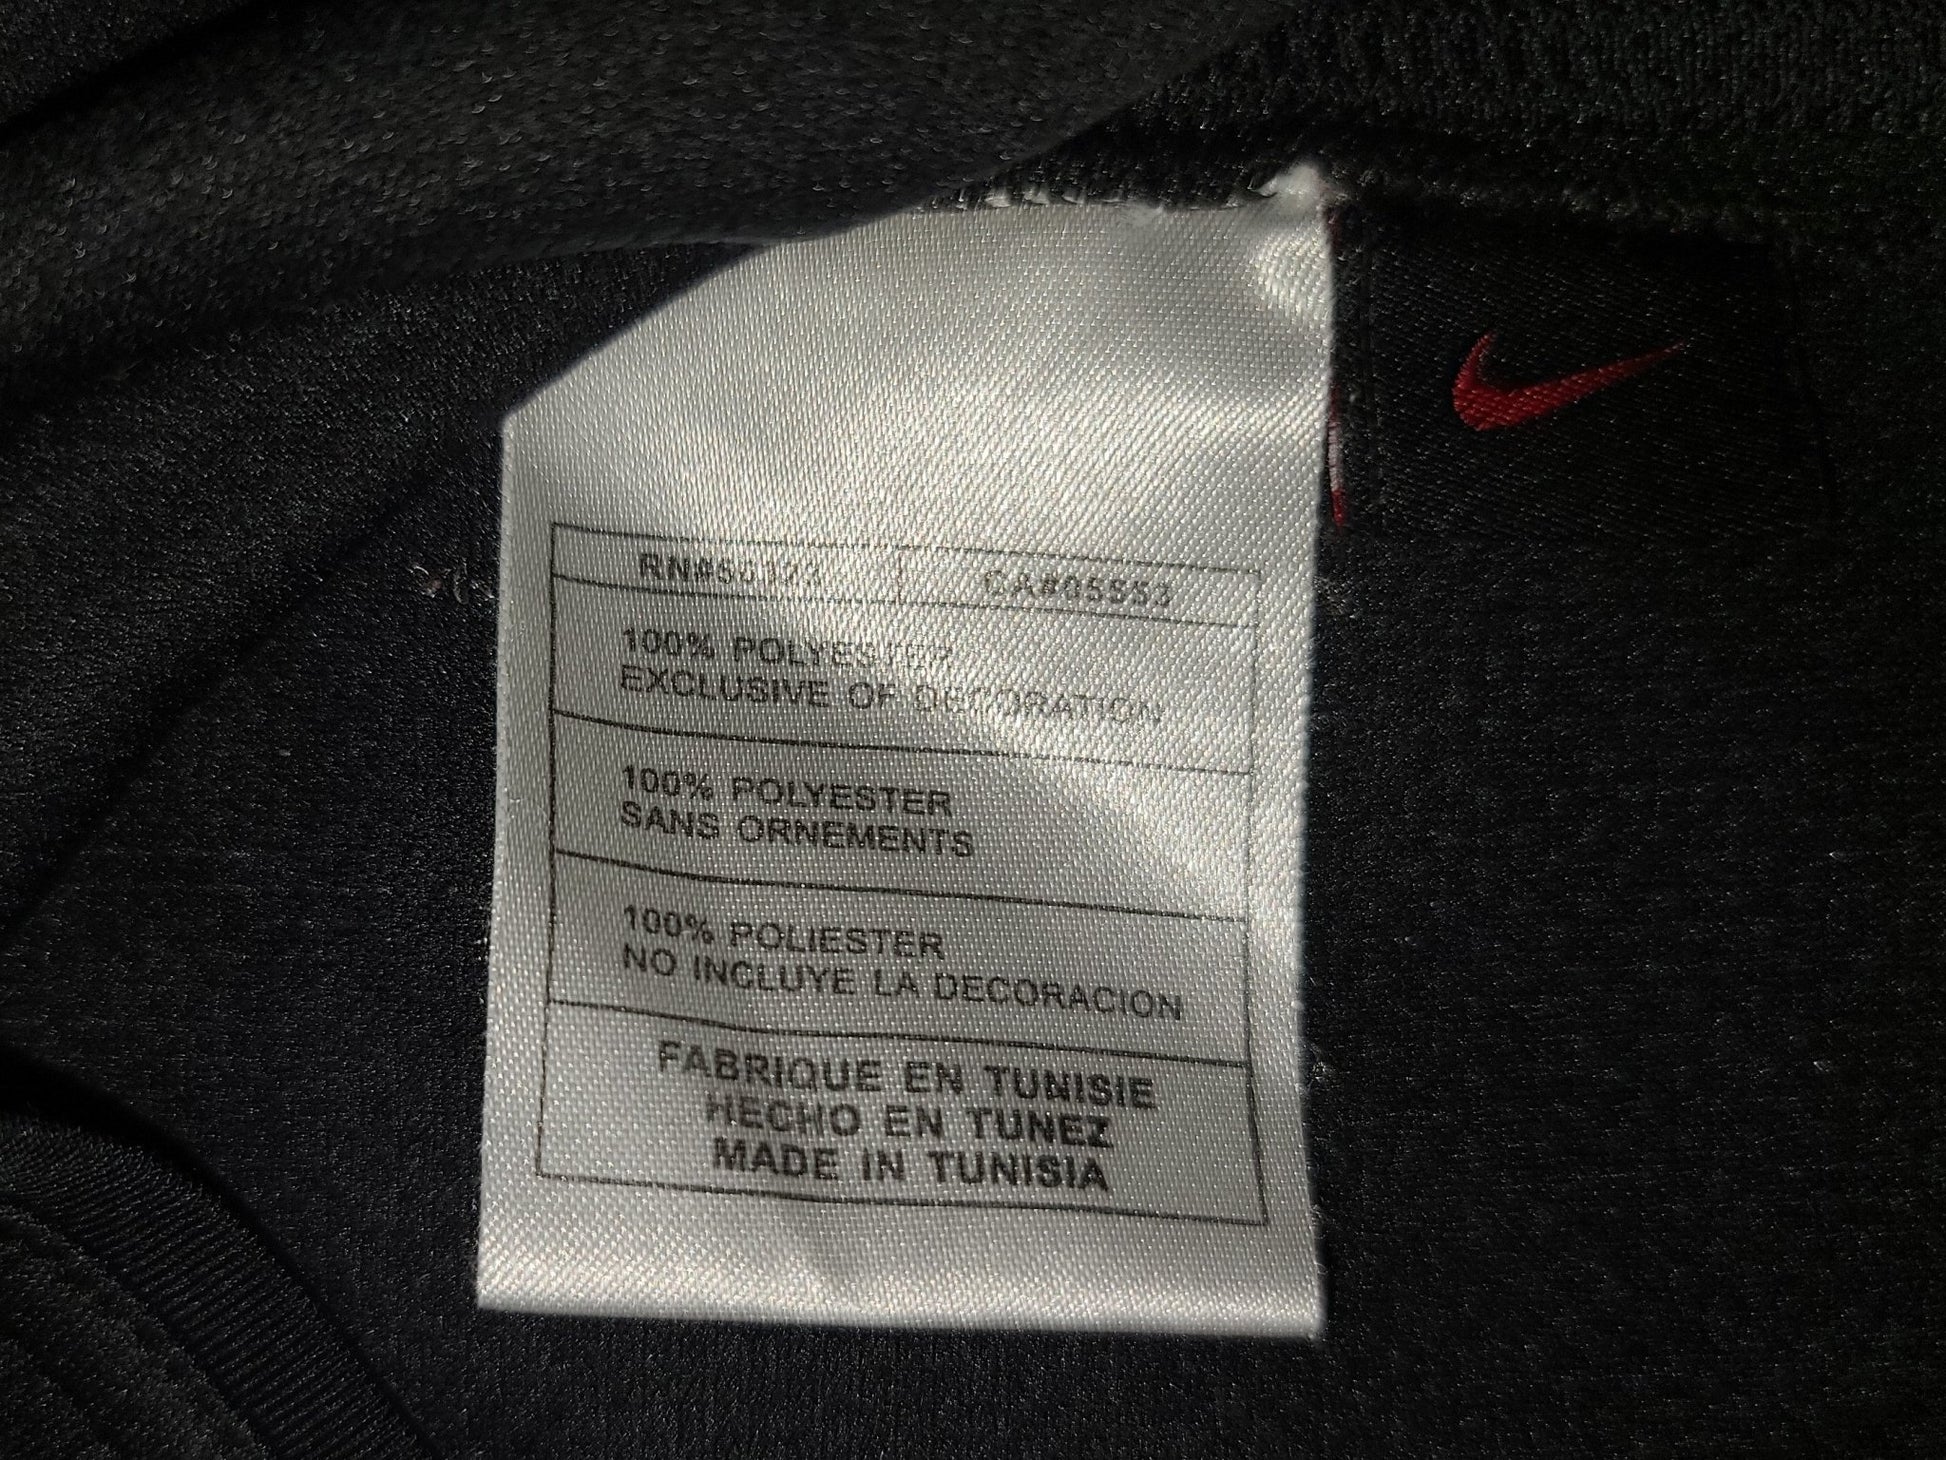 CA#05553
100% POLYESTER
EXCLUSIVE OF DECORATION
100% POLYESTER
SANS ORNEMENTS
100% POLIESTER
NO INCLUYE LA DECORACION
FABRIQUE EN TUNISIE
HECHO EN TUNEZ
MADE IN TUNISIA